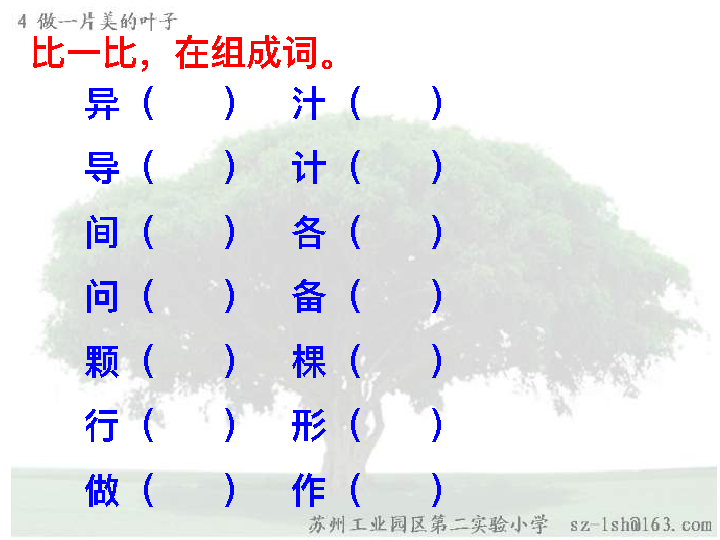 4 做一片美的叶子
比一比，在组成词。
异（　　）　汁（　　）
导（　　）　计（　　）
间（　　）　各（　　）
问（　　）　备（　　）
颗（　　）　棵（　　）
行（　　）　形（　　）
做（　　）　作（　　）
苏州工业园区第二实验小学　sz-lsh@163.com